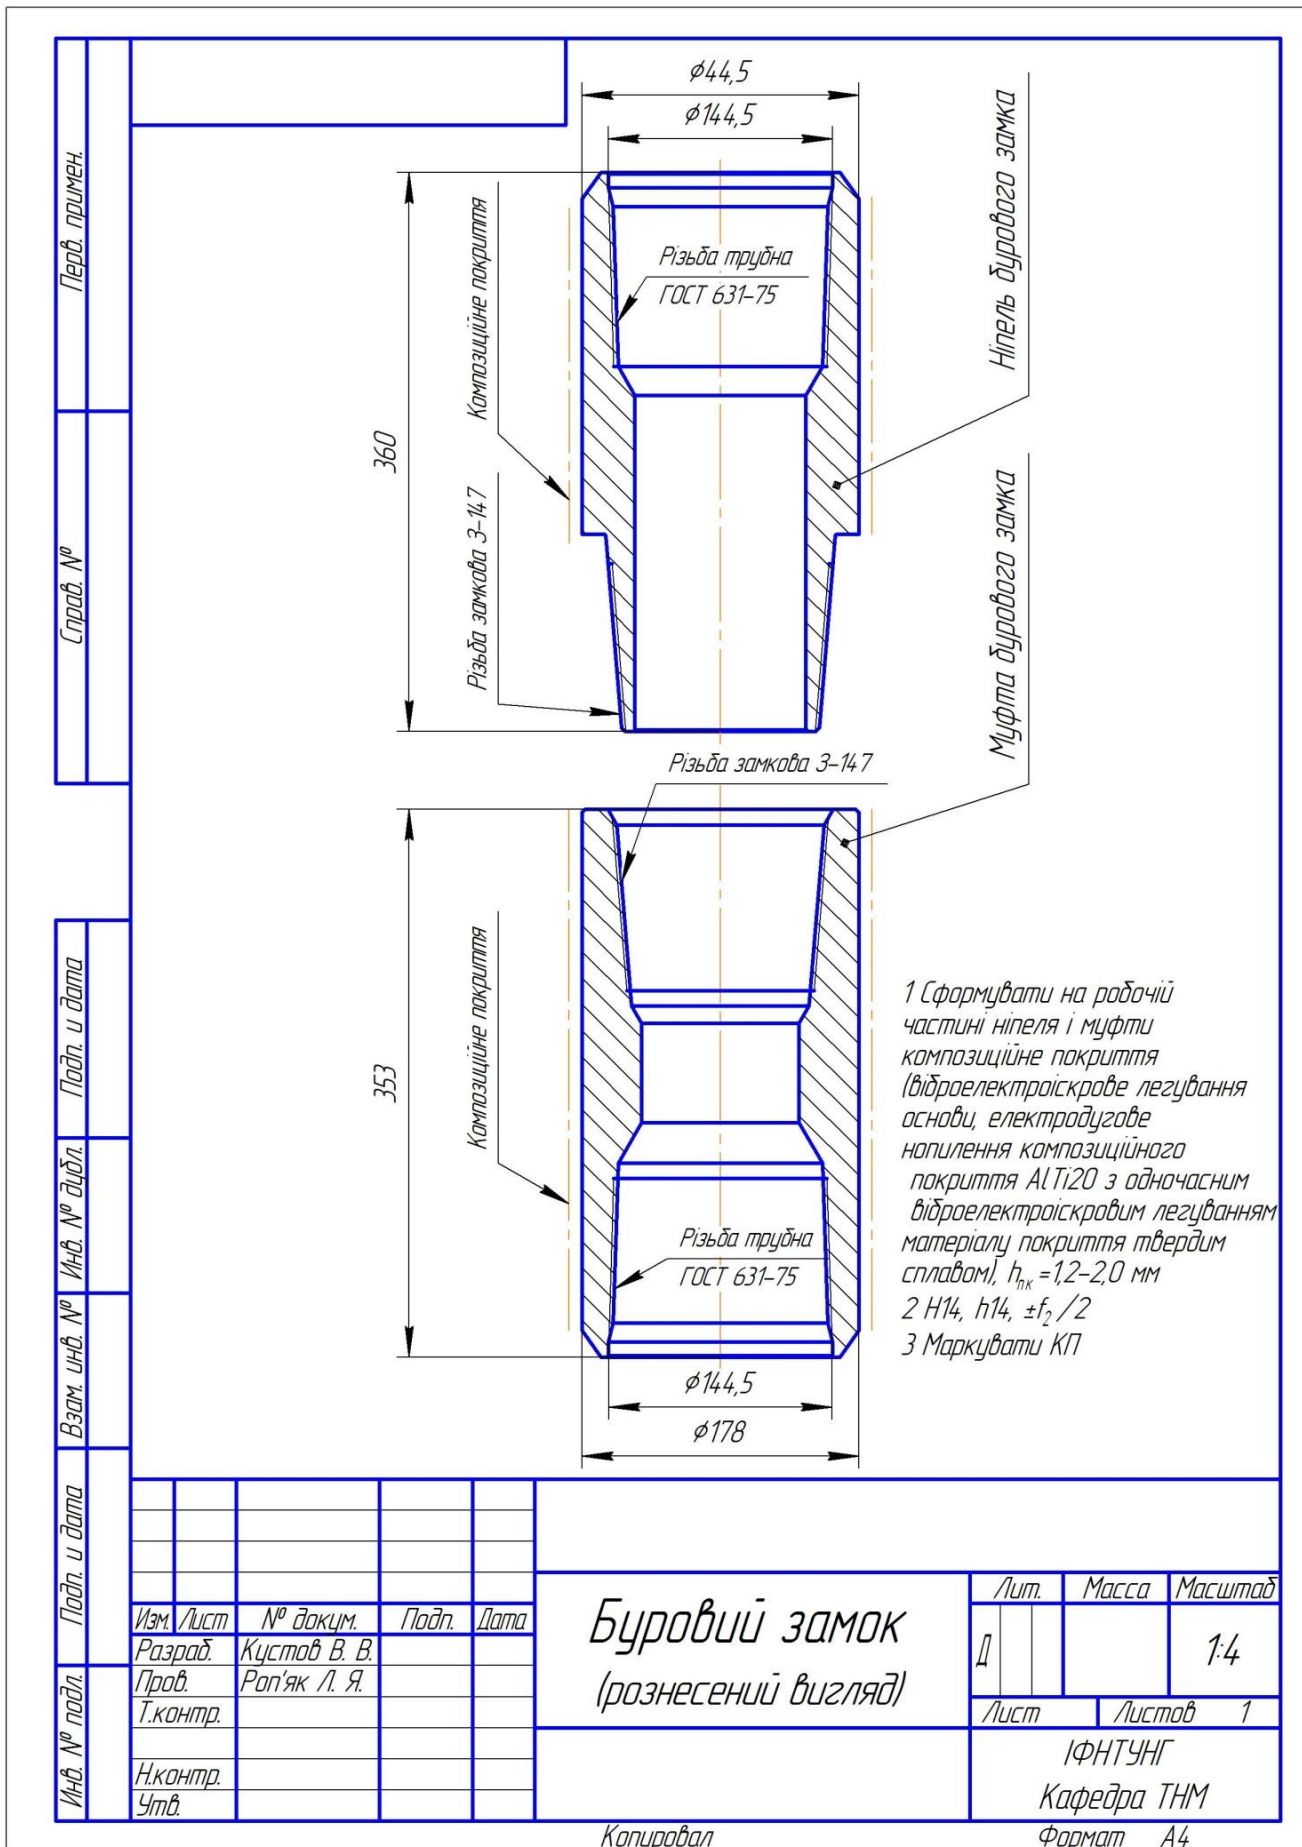 ϕ44,5
ϕ144,5
Перв. примен.
Справ. №
360
Композиційне покриття
Різьба трубна
ГОСТ 631-75
Різьба замкова З-147
Ніпель бурового замка
Муфта бурового замка
Різьба замкова З-147
353
Композиційне покриття
Різьба трубна
ГОСТ 631-75
ϕ144,5
ϕ178
1 Сформувати на робочій
частині ніпеля і муфти
композиційне покриття
(віброелектроіскрове легування
основи, електродугове
нопилення композиційного
покриття AlTi20 з одночасним
віброелектроіскровим легуванням
матеріалу покриття твердим
сплавом), hпк =1,2-2,0 мм
2 H14, h14, ±f2 /2
3 Маркувати КП
Подп. и дата
Инв. № дубл.
Взам. инв. №
Подп. и дата
Инв. № подл.
Изм. Лист № докум. Подп. Дата
Разраб. Кустов В. В.
Пров. Роп'як Л. Я.
Т.контр.
Н.контр.
Утв.
Буровий замок
(рознесений вигляд)
Лит. Масса Масштаб
Д 1:4
Лист Листов 1
ІФНТУНГ
Кафедра ТНМ
Копировал Формат А4